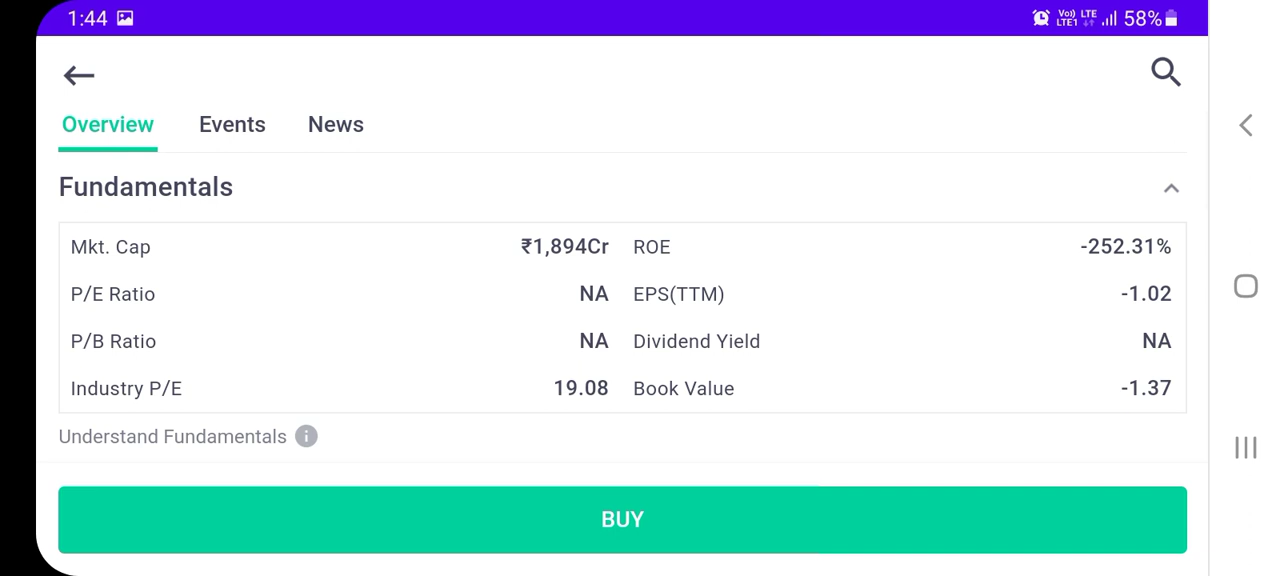 1:44 Vo)) LTE1 LTE 58%
Overview Events News
Fundamentals
Mkt. Cap ₹1,894Cr ROE -252.31%
P/E Ratio NA EPS(TTM) -1.02
P/B Ratio NA Dividend Yield NA
Industry P/E 19.08 Book Value -1.37
Understand Fundamentals i
BUY